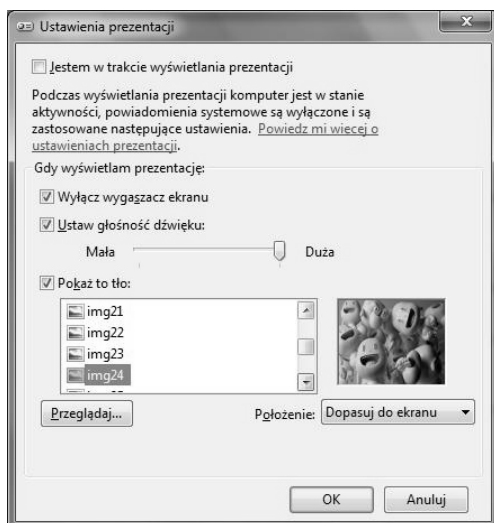 Ustawienia prezentacji
Jestem w trakcie wyświetlania prezentacji
Podczas wyświetlania prezentacji komputer jest w stanie
aktywności, powiadomienia systemowe są wyłączone i są
zastosowane następujące ustawienia. Powiedz mi więcej o
ustawieniach prezentacji.
Gdy wyświetlam prezentację:
Wyłącz wygaszacz ekranu
Ustaw głośność dźwięku:
Mała Duża
Pokaż to tło:
img21
img22
img23
img24
Przeglądaj... Położenie: Dopasuj do ekranu
OK Anuluj